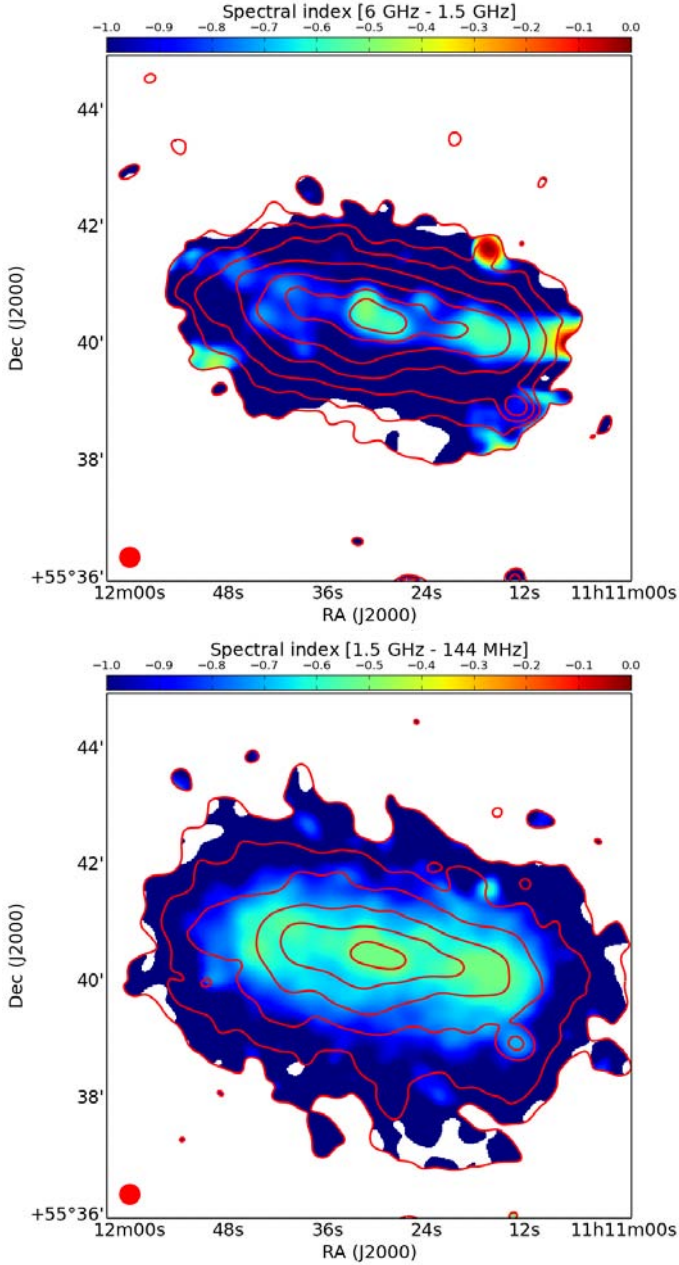 Spectral index [6 GHz - 1.5 GHz]
−1.0 −0.9 −0.8 −0.7 −0.6 −0.5 −0.4 −0.3 −0.2 −0.1 0.0
44'
42'
Dec (J2000)
40'
38'
+55°36'
12m00s 48s 36s 24s 12s 11h11m00s
RA (J2000)
Spectral index [1.5 GHz - 144 MHz]
−1.0 −0.9 −0.8 −0.7 −0.6 −0.5 −0.4 −0.3 −0.2 −0.1 0.0
44'
42'
Dec (J2000)
40'
38'
+55°36'
12m00s 48s 36s 24s 12s 11h11m00s
RA (J2000)